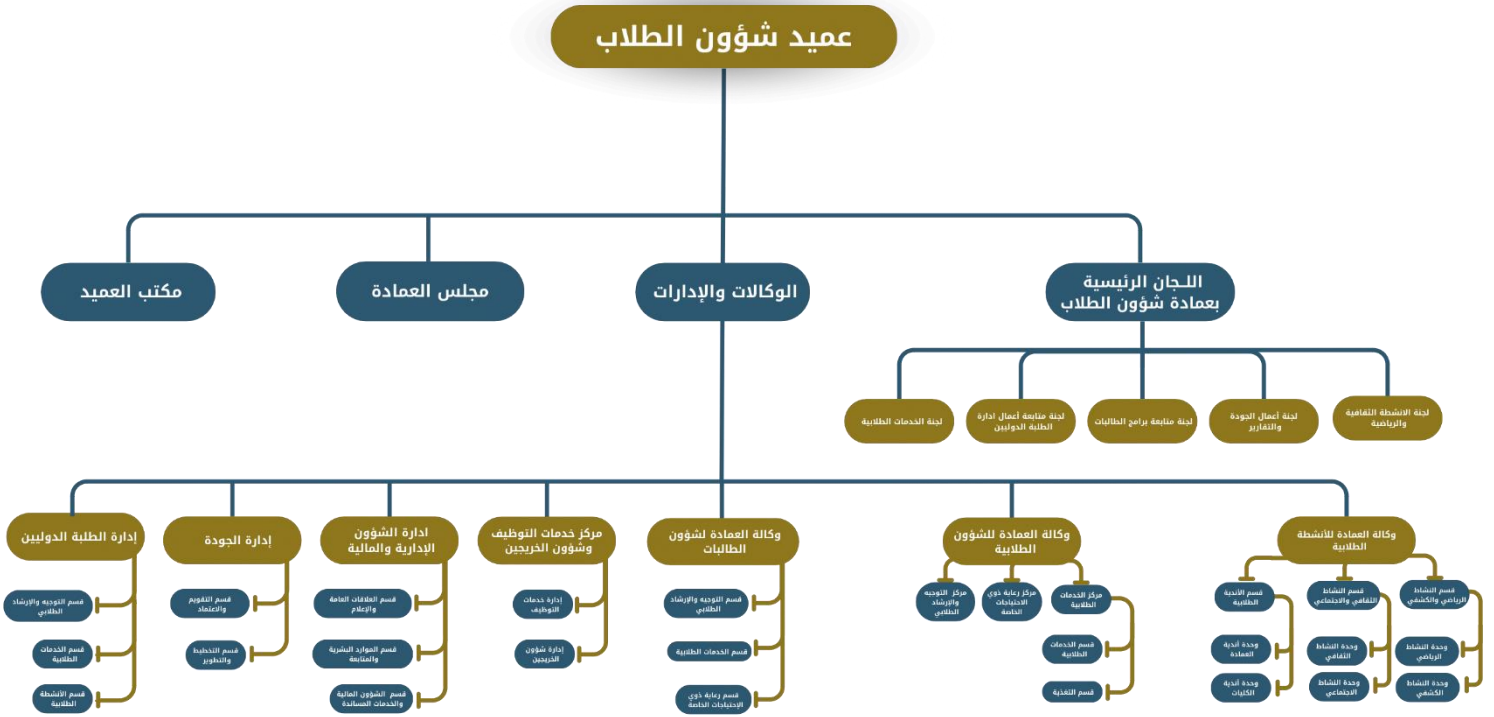 عميد شؤون الطلاب
اللـجان الرئيسية
بعمادة شؤون الطلاب
الوكالات والإدارات
مجلس العمادة
مكتب العميد
لجنة الانشطة الثقافية
والرياضية
لجنة أعمال الجودة
والتقارير
لجنة متابعة برامج الطالبات
لجنة متابعة أعمال ادارة
الطلبة الدوليين
لجنة الخدمات الطلابية
وكالة العمادة للأنشطة
الطلابية
وكالة العمادة للشؤون
الطلابية
وكالة العمادة لشؤون
الطالبات
مركز خدمات التوظيف
وشؤون الخريجين
ادارة الشؤون
الإدارية والمالية
إدارة الجودة
إدارة الطلبة الدوليين
قسم النشاط
الرياضي والكشفي
وحدة النشاط
الرياضي
وحدة النشاط
الكشفي
قسم النشاط
الثقافي والاجتماعي
وحدة النشاط
الثقافي
وحدة النشاط
الاجتماعي
قسم الأندية
الطلابية
وحدة أندية
العمادة
وحدة أندية
الكليات
مركز الخدمات
الطلابية
قسم الخدمات
الطلابية
قسم التغذية
مركز رعاية ذوي
الاحتياجات
الخاصة
مركز التوجيه
والإرشاد
الطلابي
قسم التوجيه والإرشاد
الطلابي
قسم الخدمات الطلابية
قسم رعاية ذوي
الإحتياجات الخاصة
إدارة خدمات
التوظيف
إدارة شؤون
الخريجين
قسم العلاقات العامة
والإعلام
قسم الموارد البشرية
والمتابعة
قسم الشؤون المالية
والخدمات المساندة
قسم التقويم
والاعتماد
قسم التخطيط
والتطوير
قسم التوجيه والإرشاد
الطلابي
قسم الخدمات
الطلابية
قسم الأنشطة
الطلابية